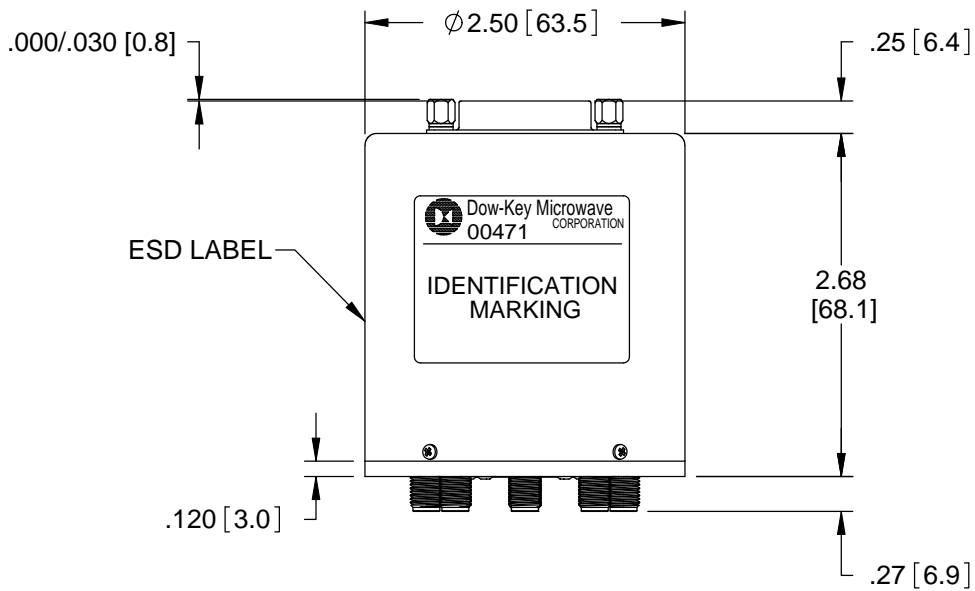 ∅2.50 [63.5]
.000/.030 [0.8]
.25 [6.4]
Dow-Key Microwave
CORPORATION
00471
ESD LABEL
IDENTIFICATION
MARKING
2.68
[68.1]
.120 [3.0]
.27 [6.9]